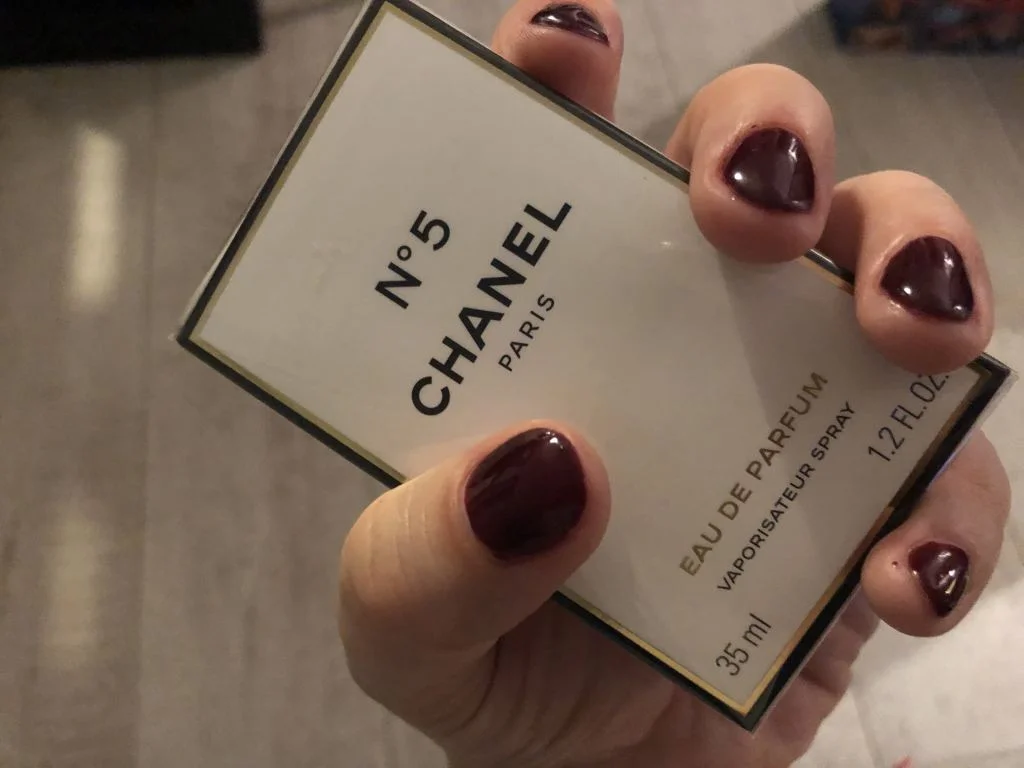 N°5
CHANEL
PARIS
EAU DE PARFUM
VAPORISATEUR SPRAY
35 ml 1.2 FL.OZ.